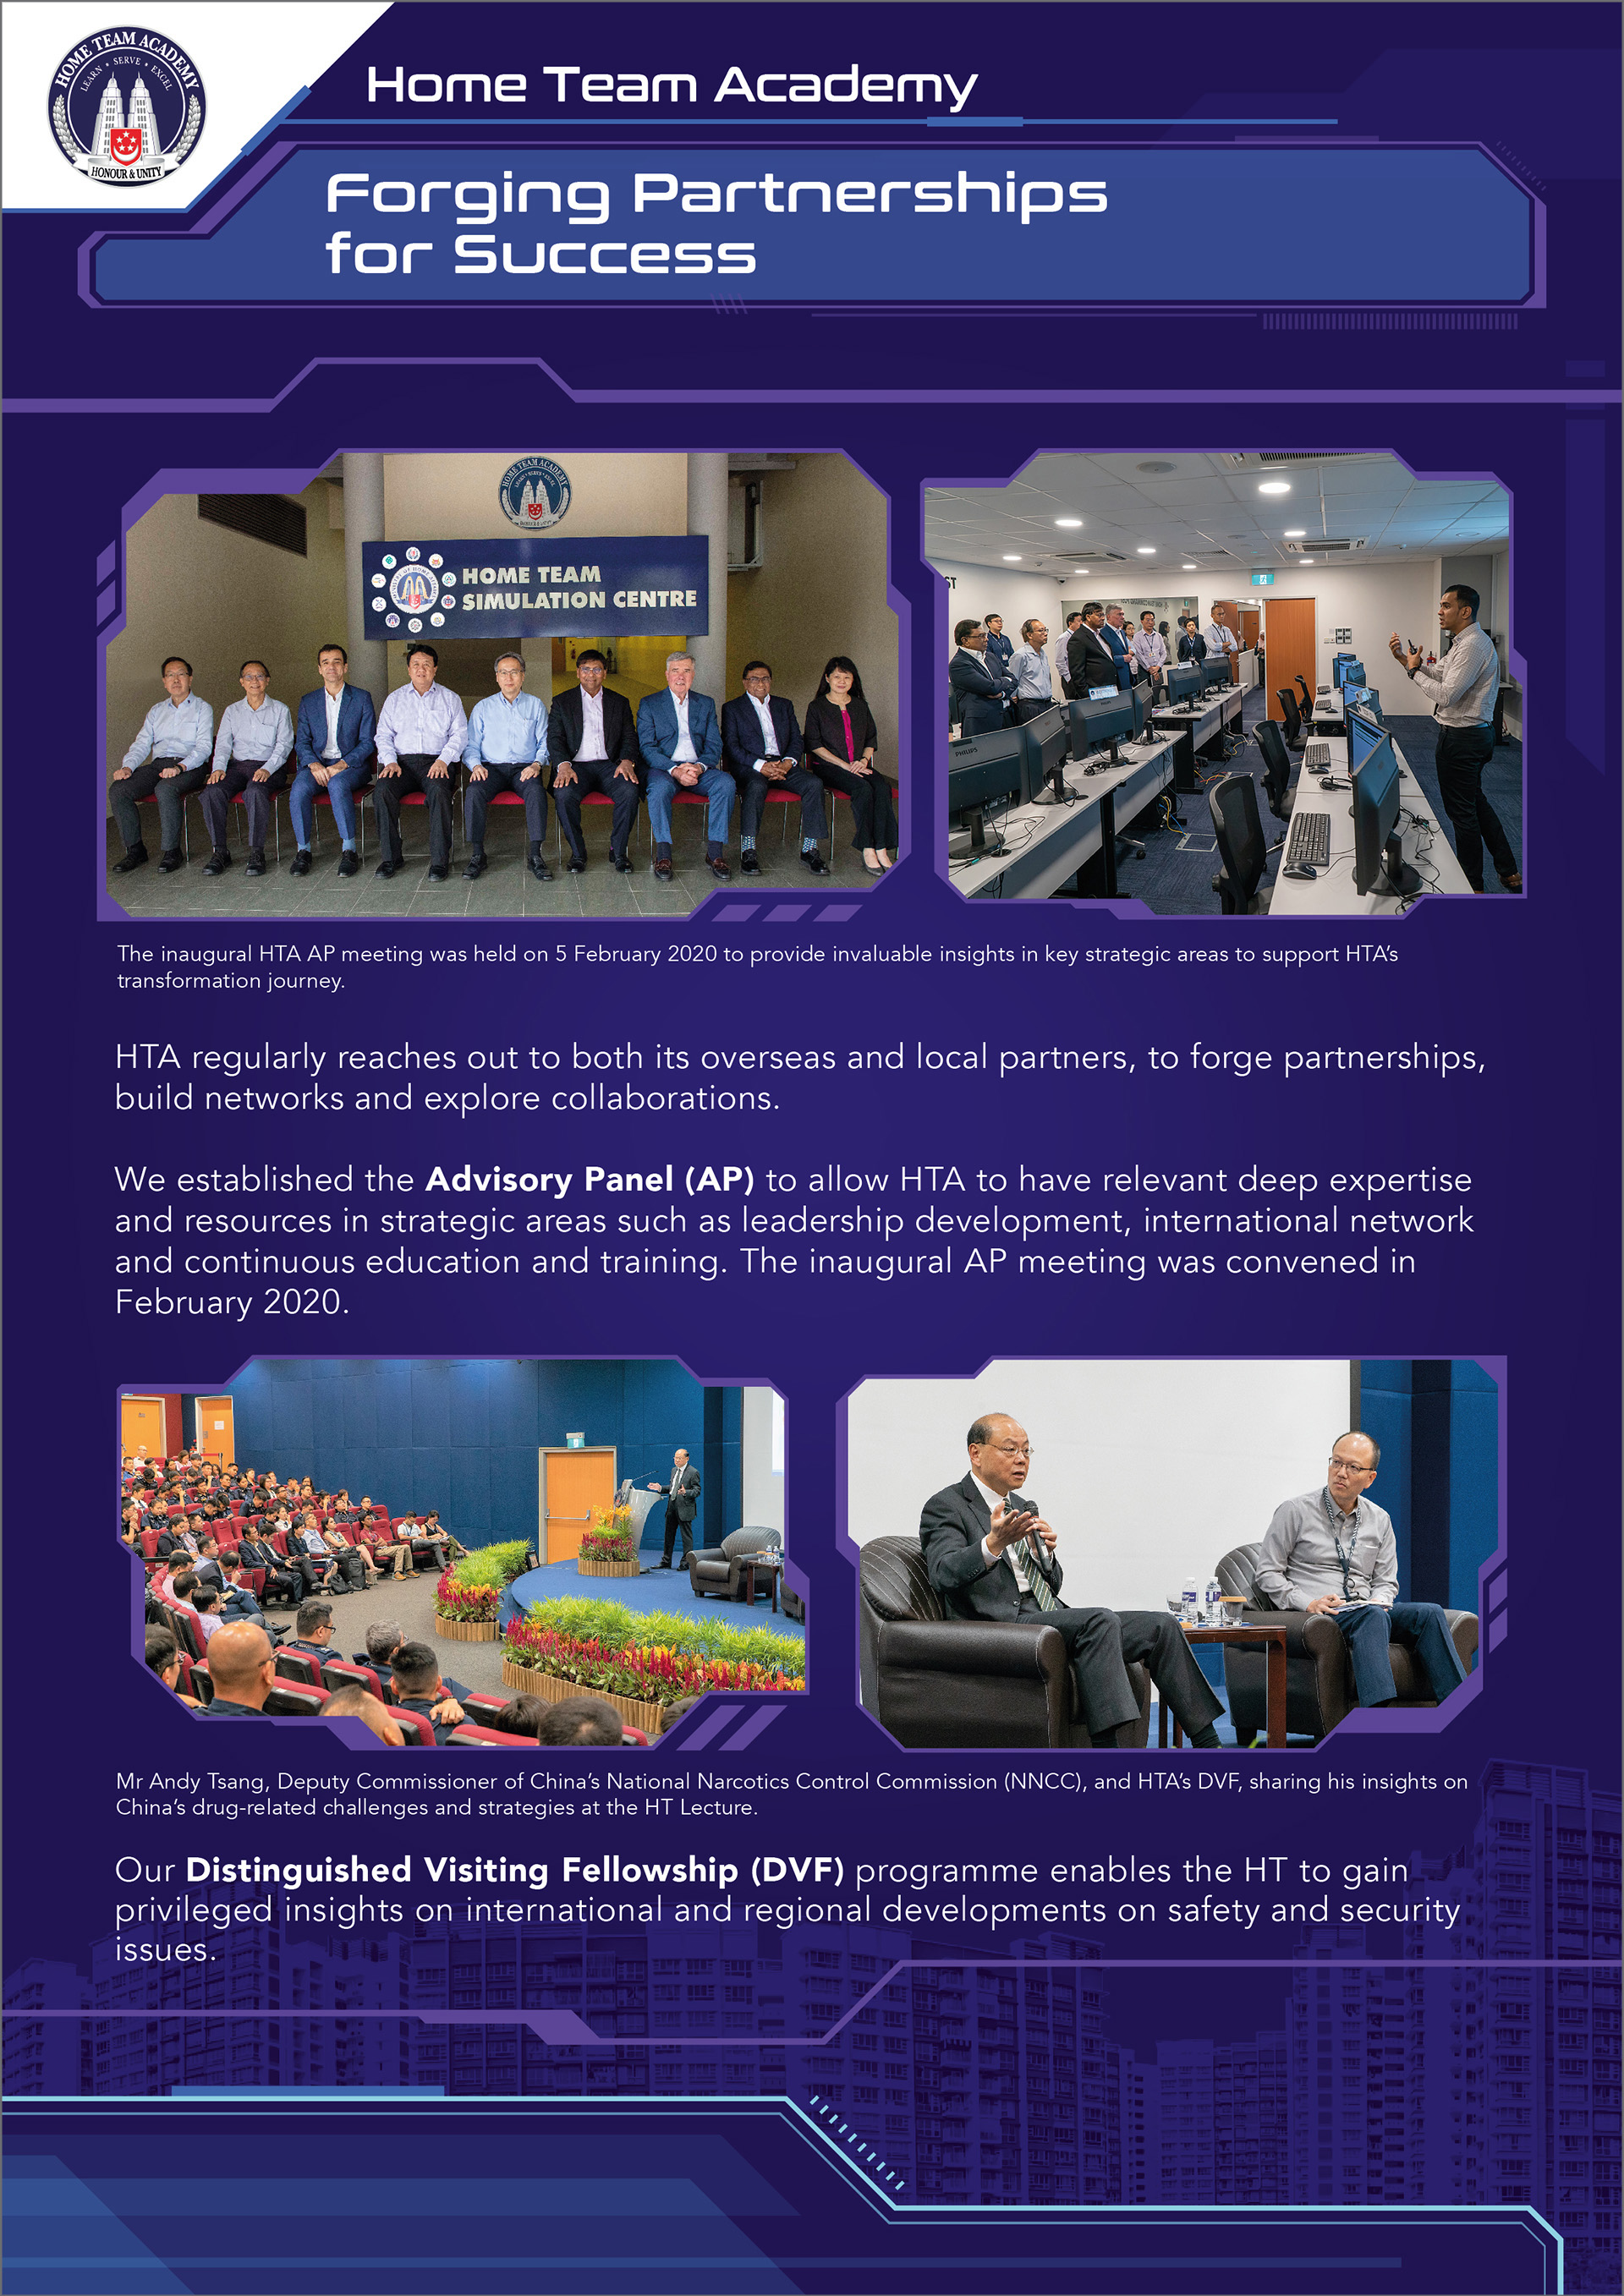 HOME TEAM ACADEMY
LEARN • SERVE • EXCEL
HONOUR & UNITY
Home Team Academy
Forging Partnerships
for Success
HOME TEAM ACADEMY
HOME TEAM
SIMULATION CENTRE
PHILIPS
The inaugural HTA AP meeting was held on 5 February 2020 to provide invaluable insights in key strategic areas to support HTA’s
transformation journey.
HTA regularly reaches out to both its overseas and local partners, to forge partnerships,
build networks and explore collaborations.
We established the Advisory Panel (AP) to allow HTA to have relevant deep expertise
and resources in strategic areas such as leadership development, international network
and continuous education and training. The inaugural AP meeting was convened in
February 2020.
Mr Andy Tsang, Deputy Commissioner of China’s National Narcotics Control Commission (NNCC), and HTA’s DVF, sharing his insights on
China’s drug-related challenges and strategies at the HT Lecture.
Our Distinguished Visiting Fellowship (DVF) programme enables the HT to gain
privileged insights on international and regional developments on safety and security
issues.